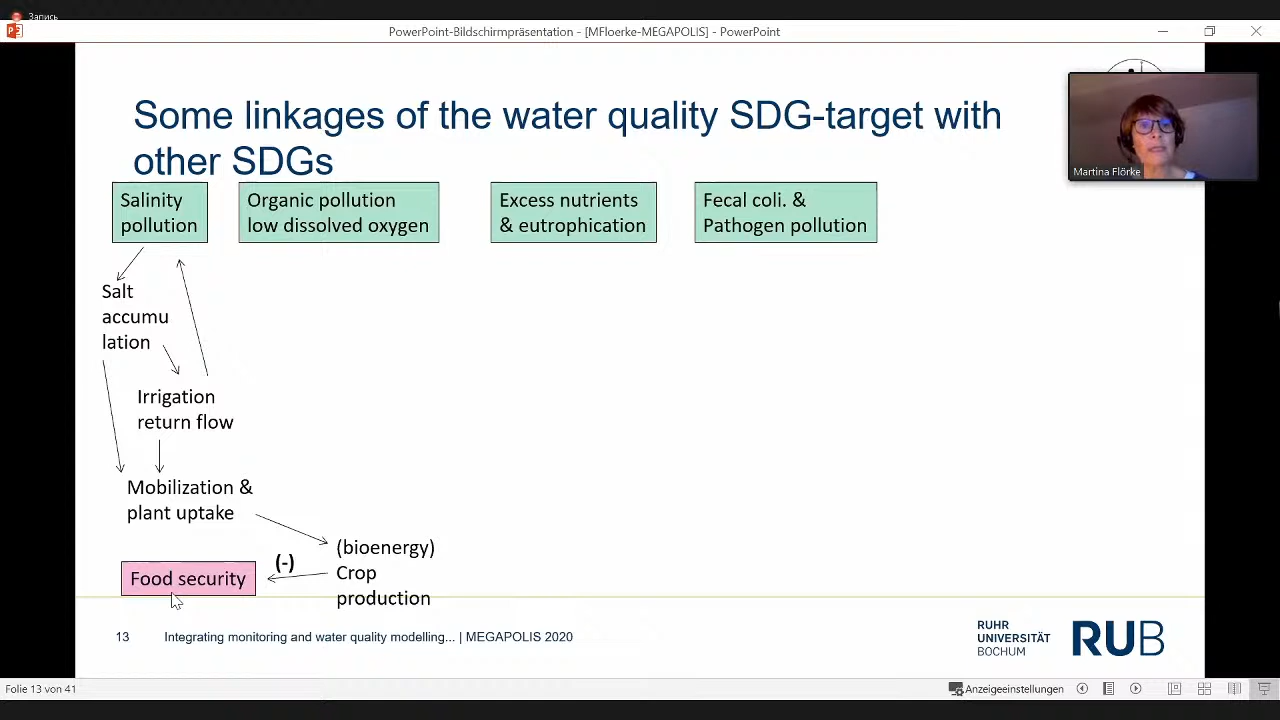 Запись
PowerPoint-Bildschirmpräsentation - [MFloerke-MEGAPOLIS] - PowerPoint
Some linkages of the water quality SDG-target with
other SDGs
Martina Flörke
Salinity
pollution
Organic pollution
low dissolved oxygen
Excess nutrients
& eutrophication
Fecal coli. &
Pathogen pollution
Salt
accumu
lation
Irrigation
return flow
Mobilization &
plant uptake
(bioenergy)
Crop
production
(-)
Food security
13
Integrating monitoring and water quality modelling... | MEGAPOLIS 2020
RUHR
UNIVERSITÄT
BOCHUM
RUB
Folie 13 von 41
Anzeigeeinstellungen